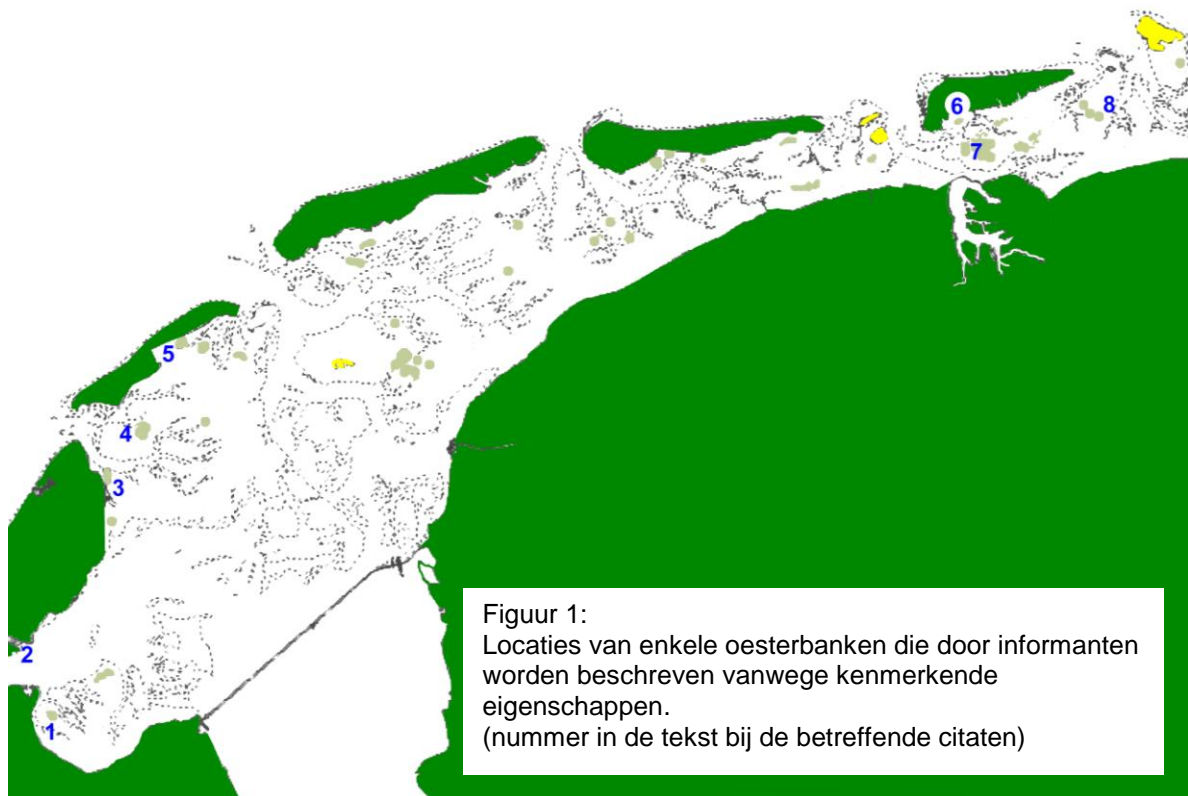 6
8
7
5
4
3
2
1
Figuur 1:
Locaties van enkele oesterbanken die door informanten
worden beschreven vanwege kenmerkende
eigenschappen.
(nummer in de tekst bij de betreffende citaten)